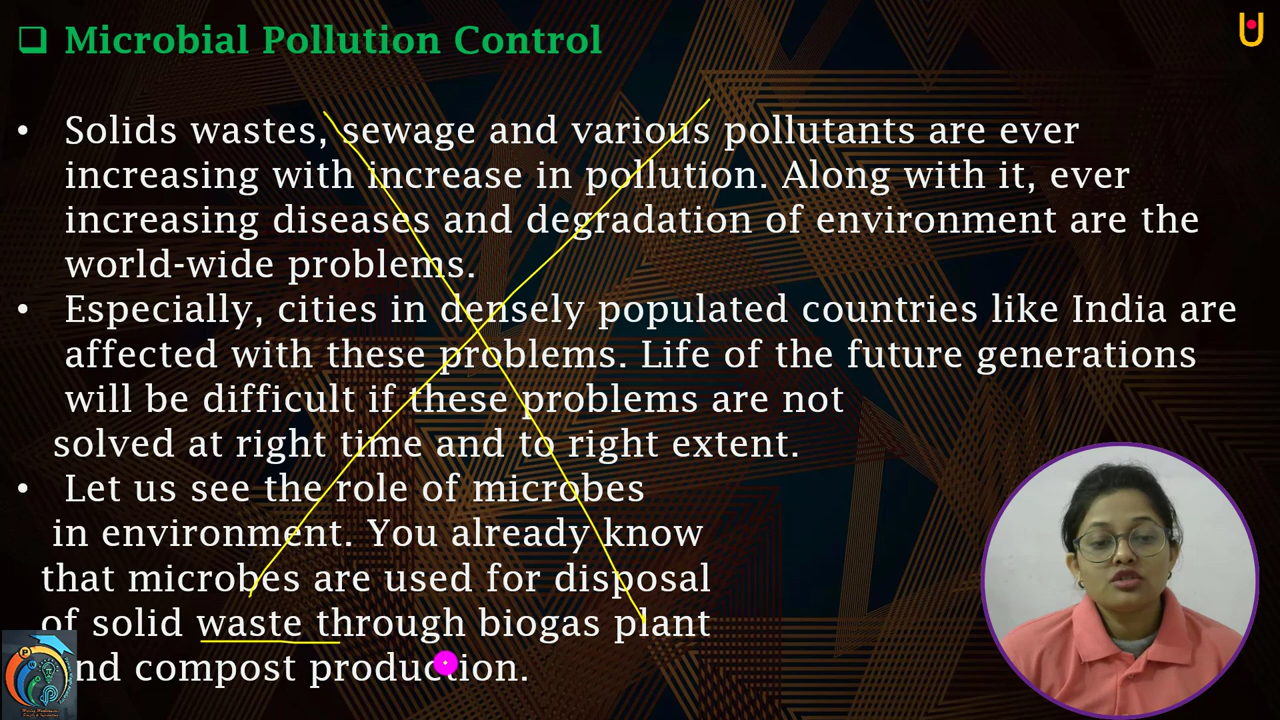 Microbial Pollution Control
• Solids wastes, sewage and various pollutants are ever
increasing with increase in pollution. Along with it, ever
increasing diseases and degradation of environment are the
world-wide problems.
• Especially, cities in densely populated countries like India are
affected with these problems. Life of the future generations
will be difficult if these problems are not
solved at right time and to right extent.
• Let us see the role of microbes
in environment. You already know
that microbes are used for disposal
of solid waste through biogas plant
nd compost production.